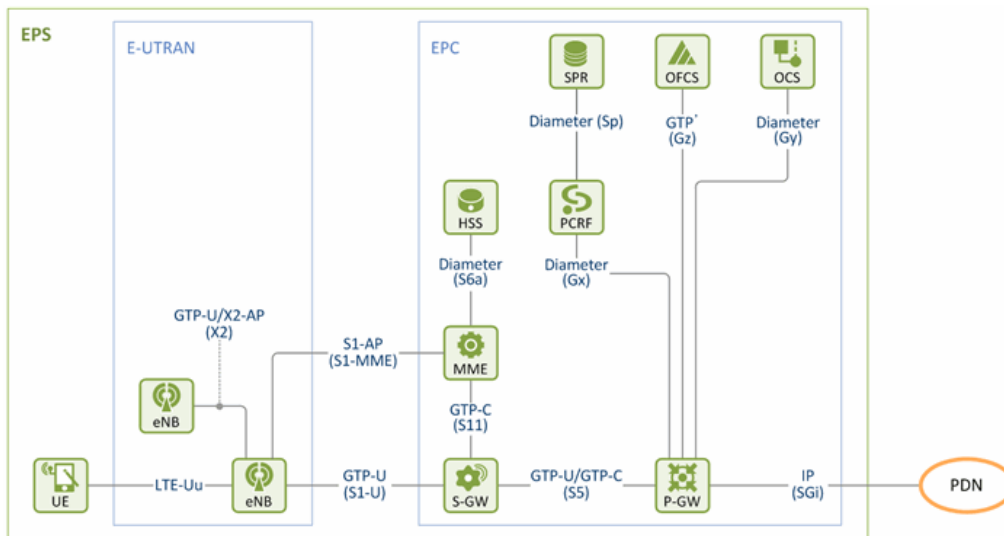 EPS
E-UTRAN
EPC
SPR
OFCS
OCS
Diameter (Sp)
GTP'
(Gz)
Diameter
(Gy)
HSS
PCRF
Diameter
(S6a)
Diameter
(Gx)
GTP-U/X2-AP
(X2)
S1-AP
(S1-MME)
MME
eNB
GTP-C
(S11)
UE
LTE-Uu
eNB
GTP-U
(S1-U)
S-GW
GTP-U/GTP-C
(S5)
P-GW
IP
(SGi)
PDN